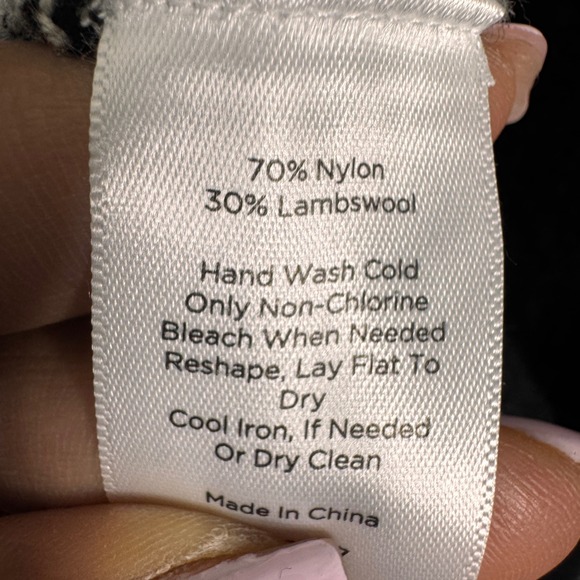 70% Nylon
30% Lambswool
Hand Wash Cold
Only Non-Chlorine
Bleach When Needed
Reshape, Lay Flat To
Dry
Cool Iron, If Needed
Or Dry Clean
Made In China